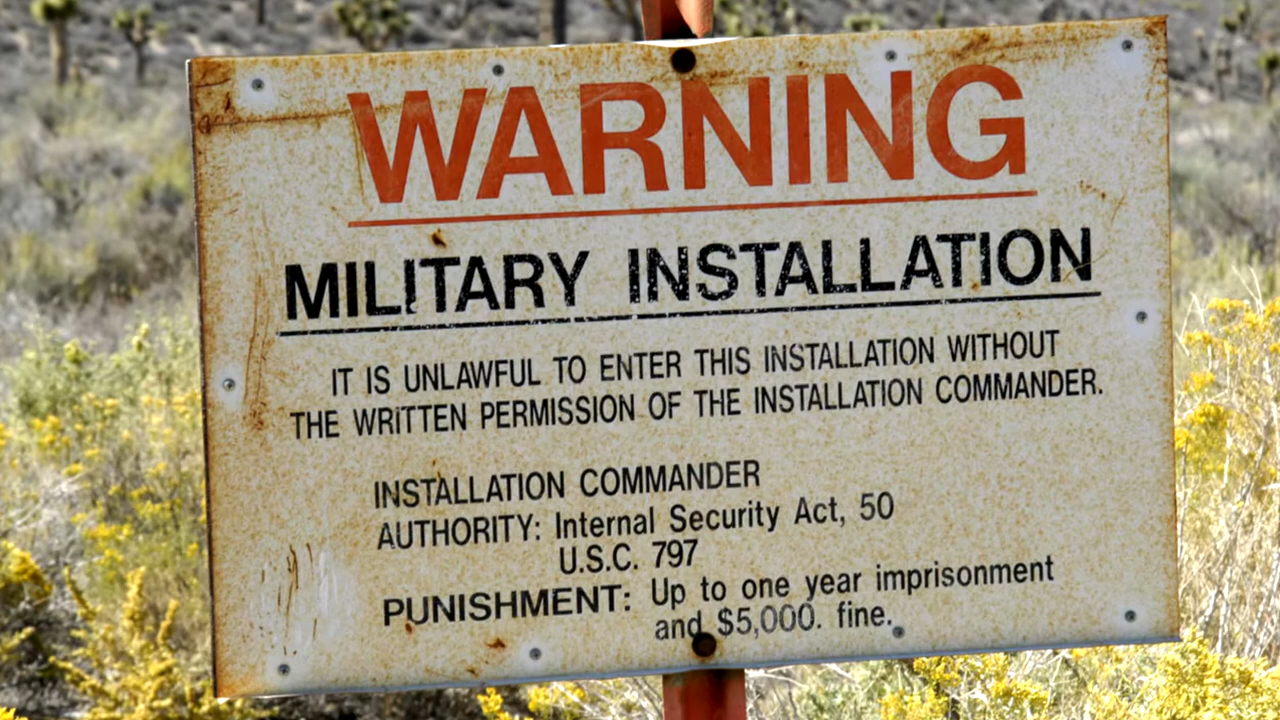 WARNING
MILITARY INSTALLATION
IT IS UNLAWFUL TO ENTER THIS INSTALLATION WITHOUT
THE WRITTEN PERMISSION OF THE INSTALLATION COMMANDER.
INSTALLATION COMMANDER
AUTHORITY: Internal Security Act, 50
U.S.C. 797
PUNISHMENT: Up to one year imprisonment
and $5,000. fine.